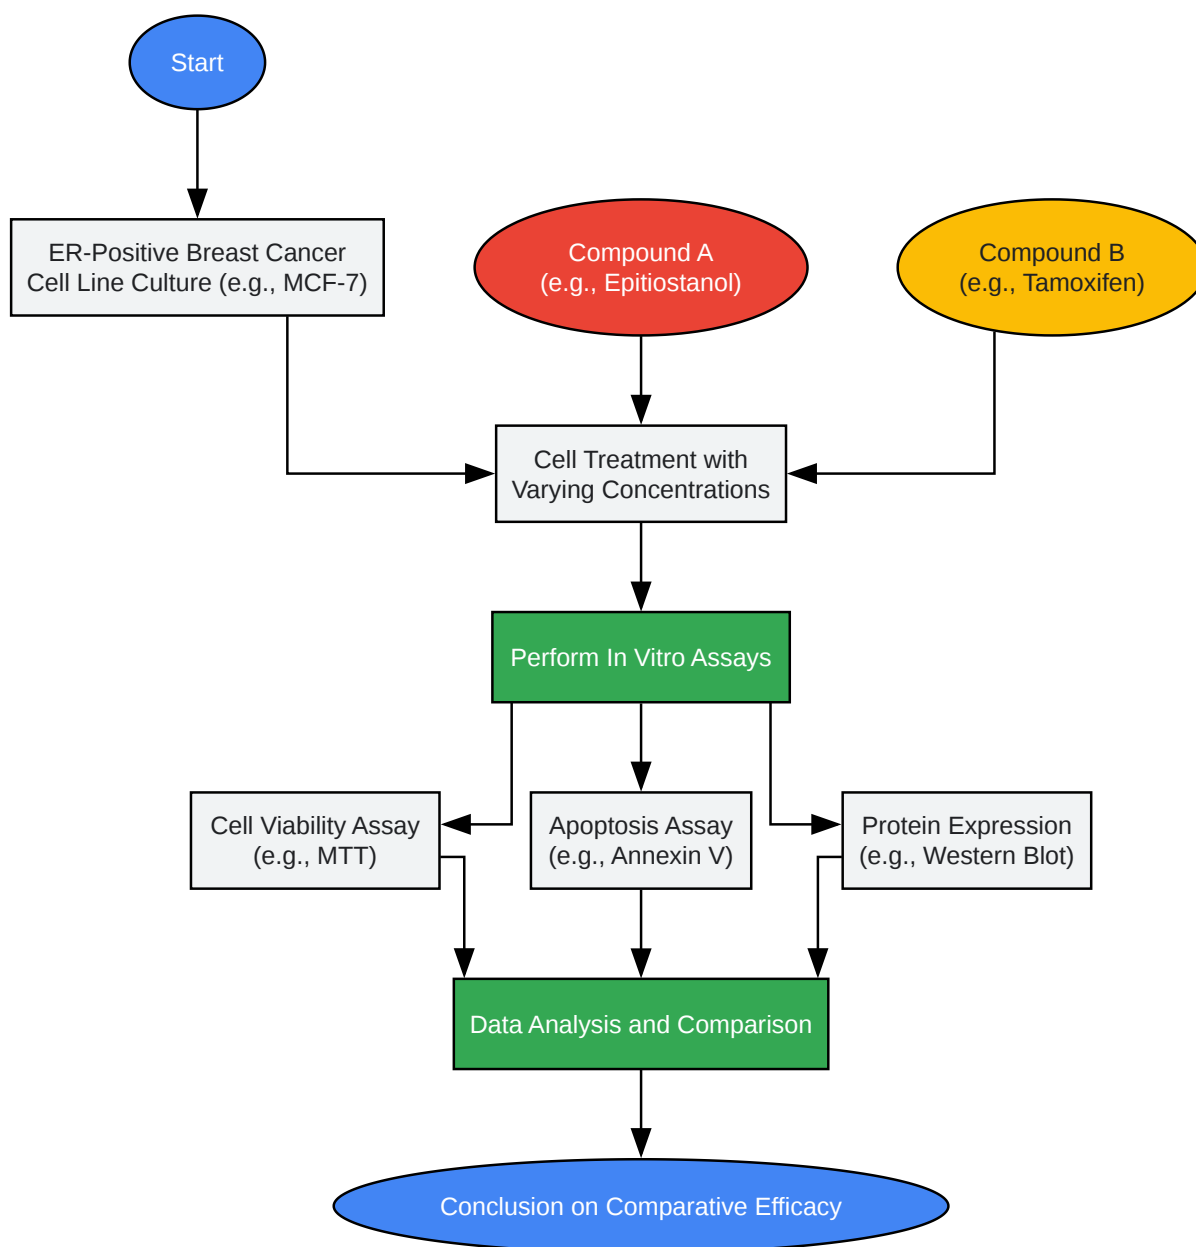 Start
ER-Positive Breast Cancer
Cell Line Culture (e.g., MCF-7)
Compound A
(e.g., Epitiostanol)
Compound B
(e.g., Tamoxifen)
Cell Treatment with
Varying Concentrations
Perform In Vitro Assays
Cell Viability Assay
(e.g., MTT)
Apoptosis Assay
(e.g., Annexin V)
Protein Expression
(e.g., Western Blot)
Data Analysis and Comparison
Conclusion on Comparative Efficacy